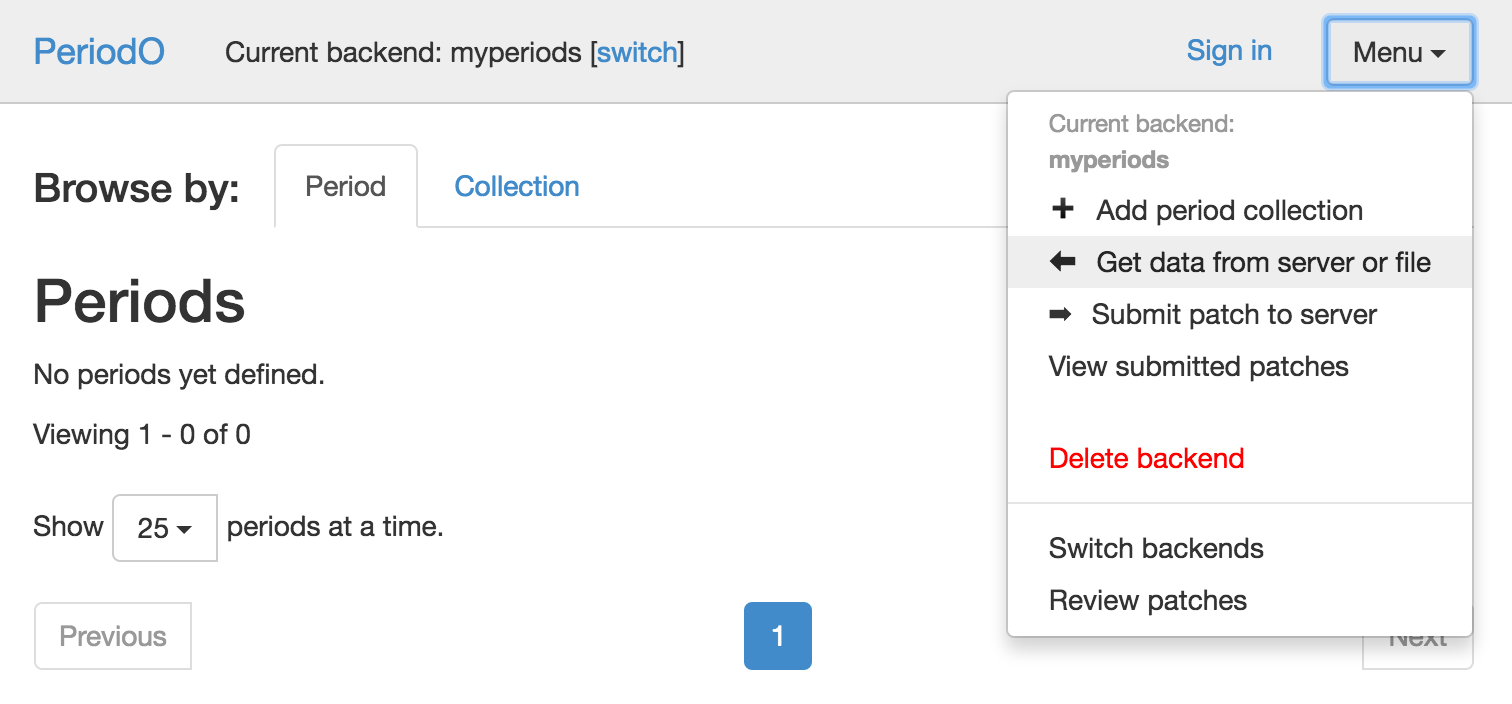 PeriodO
Current backend: myperiods [switch]
Sign in
Menu
Current backend:
myperiods
Add period collection
Get data from server or file
Submit patch to server
View submitted patches
Delete backend
Switch backends
Review patches
Browse by:
Period
Collection
Periods
No periods yet defined.
Viewing 1 - 0 of 0
Show 25 periods at a time.
Previous
1
Next